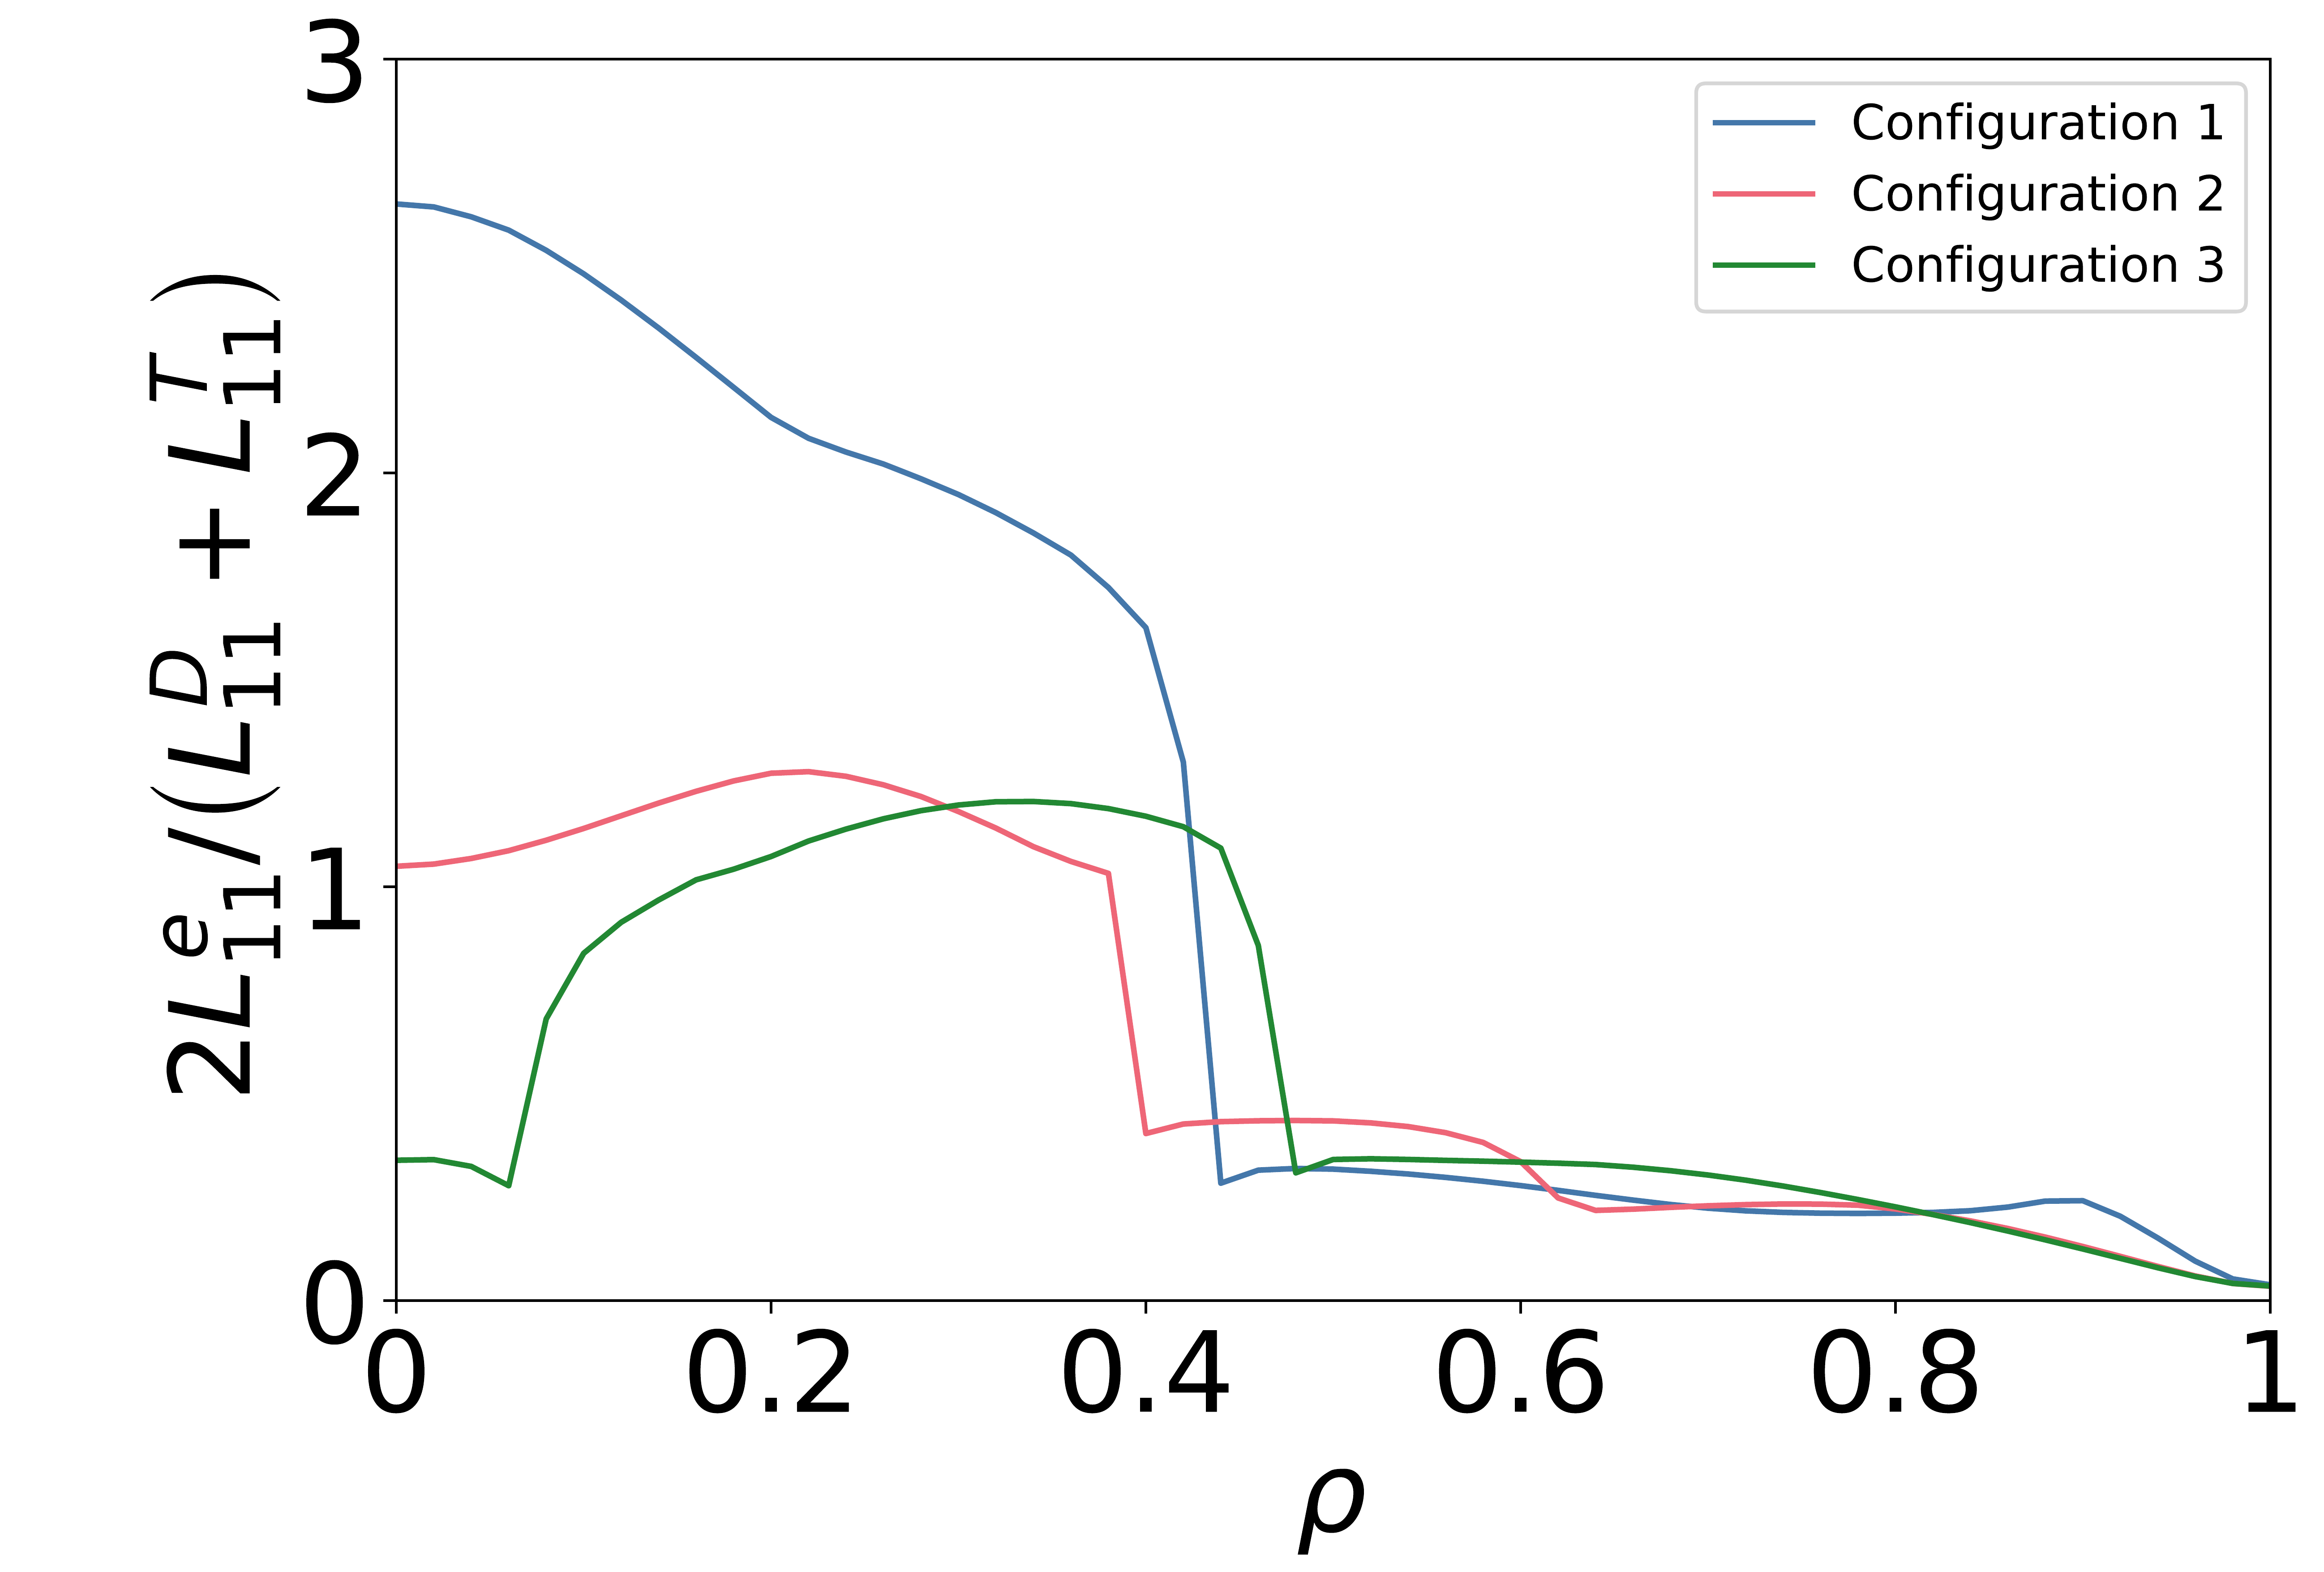 3
2
1
0
2L^e_11/(L^D_11 + L^T_11)
Configuration 1
Configuration 2
Configuration 3
0 0.2 0.4 0.6 0.8 1
ρ